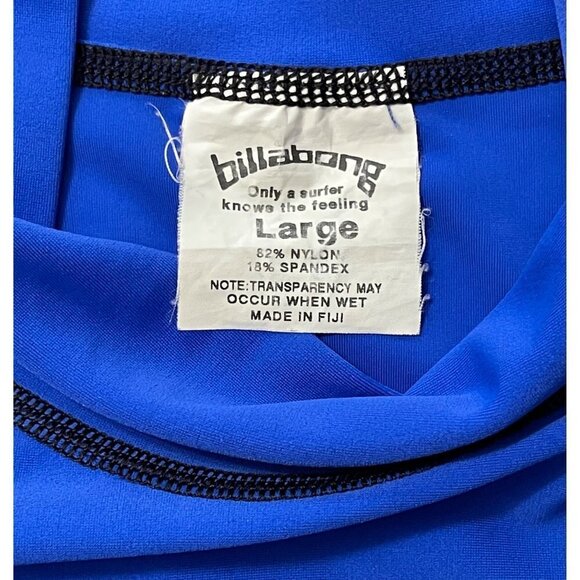 billabong
Only a surfer
knows the feeling
Large
82% NYLON
18% SPANDEX
NOTE:TRANSPARENCY MAY
OCCUR WHEN WET
MADE IN FIJI